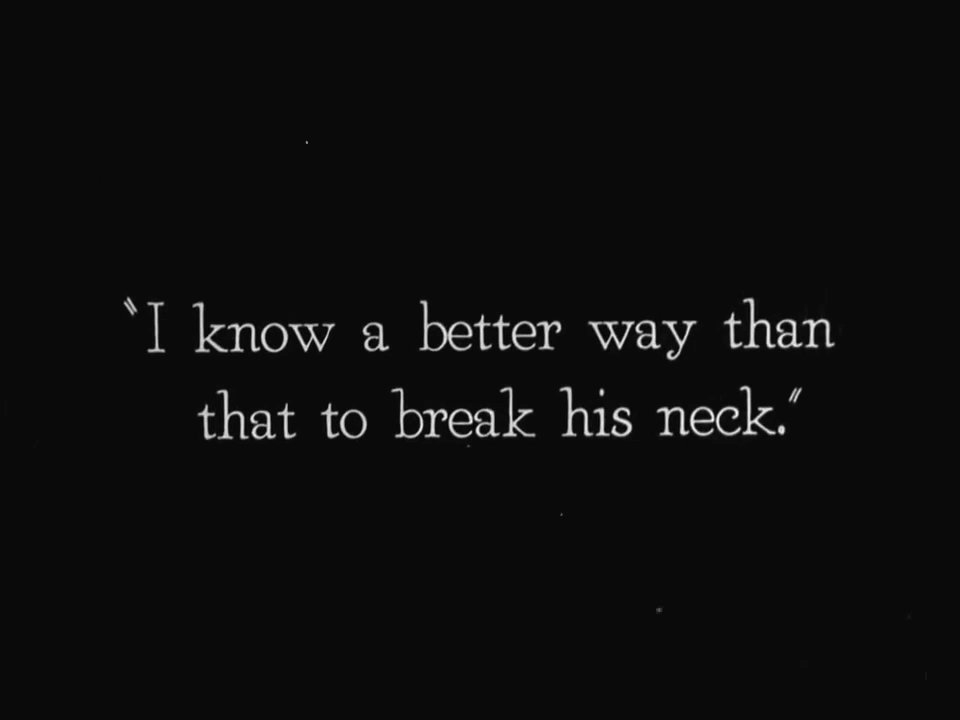 "I know a better way than
that to break his neck."